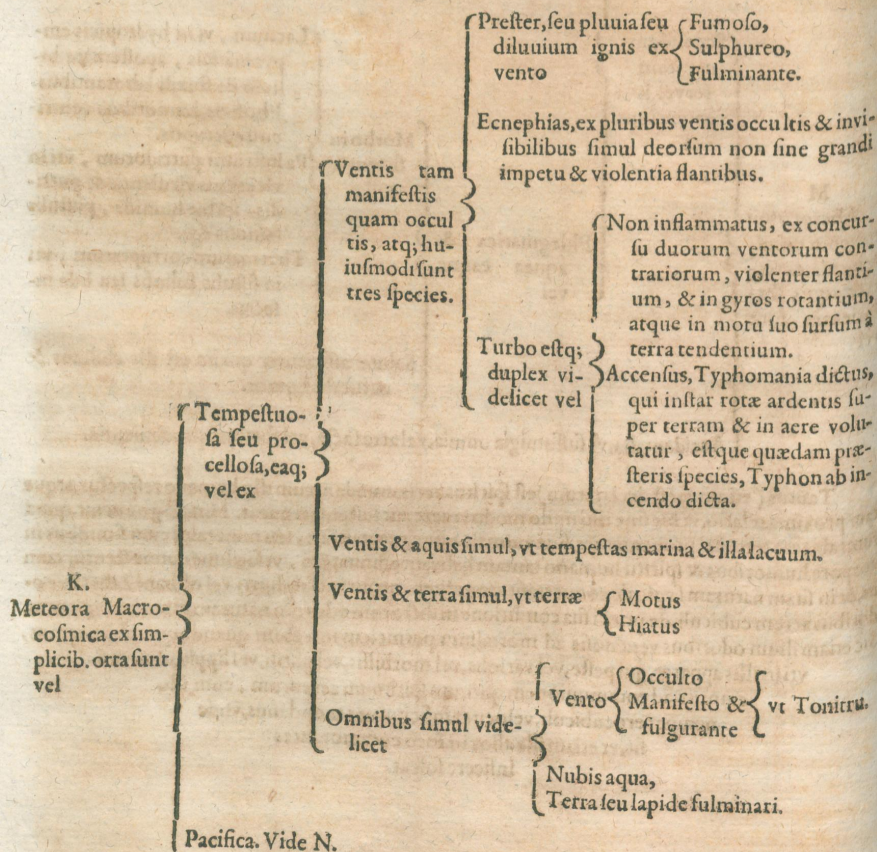 K.
Meteora Macro-
coſmica ex ſim-
plicib. orta ſunt
vel
Tempeſtuo-
ſa ſeu pro-
celloſa, eaq;
vel ex
Ventis tam
manifeſtis
quam occul
tis, atq; hu-
iuſmodi ſunt
tres ſpecies.
Preſter, ſeu pluuia ſeu
diluuium ignis ex
vento
Fumoſo,
Sulphureo,
Fulminante.
Ecnephias, ex pluribus ventis occultis & invi-
ſibilibus ſimul deorſum non ſine grandi
impetu & violentia flantibus.
Turbo eſtq;
duplex vi-
delicet vel
Non inflammatus, ex concur-
ſu duorum ventorum con-
trariorum, violenter flanti-
um, & in gyros rotantium,
atque in motu ſuo ſurſum à
terra tendentium.
Accenſus, Typhomania dictus,
qui inſtar rotæ ardentis ſu-
per terram & in aere volu-
tatur, eſtque quædam præ-
ſteris ſpecies, Typhon ab in-
cendo dicta.
Ventis & aquis ſimul, vt tempeſtas marina & illa lacuum.
Ventis & terra ſimul, vt terræ
Motus
Hiatus
Omnibus ſimul vide-
licet
Vento
Occulto
Manifeſto &
fulgurante
vt Tonitru.
Nubis aqua,
Terra ſeu lapide fulminari.
Pacifica. Vide N.